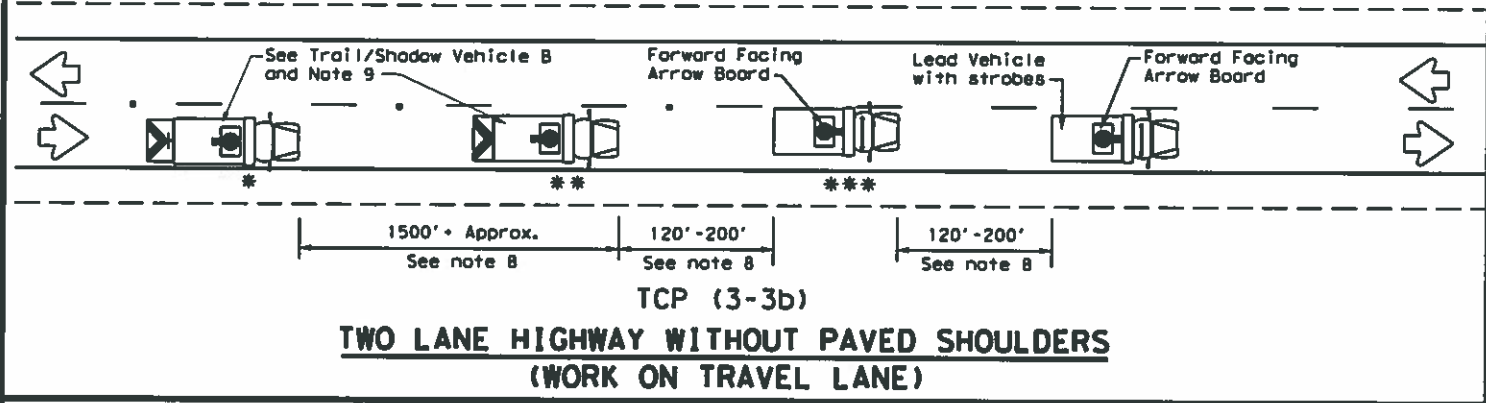 See Trail/Shadow Vehicle B
and Note 9
Forward Facing
Arrow Board
Lead Vehicle
with strobes
Forward Facing
Arrow Board
*
**
***
1500' + Approx.
See note 8
120'-200'
See note 8
120'-200'
See note 8
TCP (3-3b)
TWO LANE HIGHWAY WITHOUT PAVED SHOULDERS
(WORK ON TRAVEL LANE)